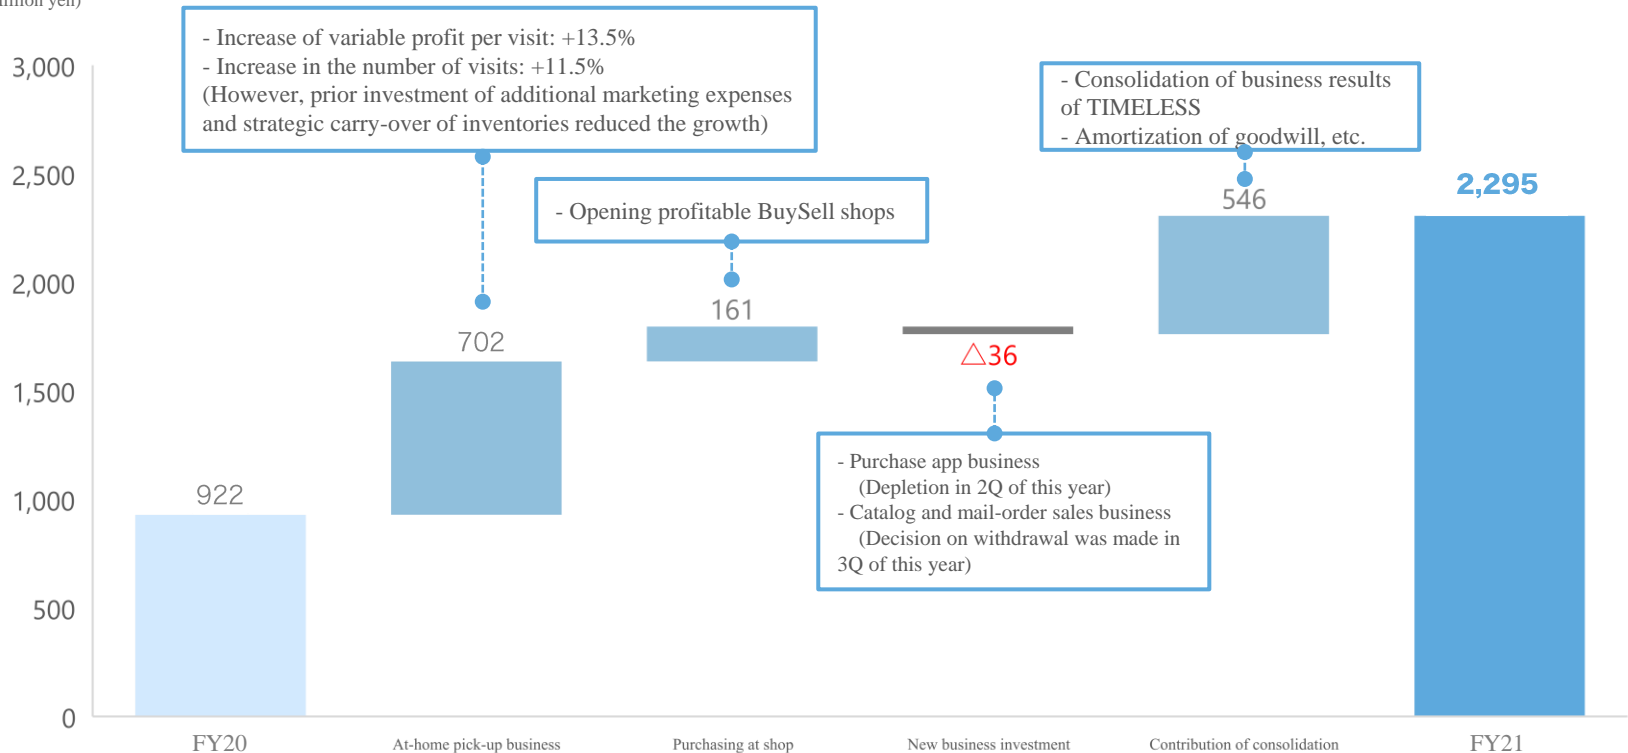 - Increase of variable profit per visit: +13.5%
- Increase in the number of visits: +11.5%
(However, prior investment of additional marketing expenses
and strategic carry-over of inventories reduced the growth)
- Consolidation of business results
of TIMELESS
- Amortization of goodwill, etc.
- Opening profitable BuySell shops
3,000
2,500
2,000
1,500
1,000
500
0
922
702
161
△36
546
2,295
- Purchase app business
(Depletion in 2Q of this year)
- Catalog and mail-order sales business
(Decision on withdrawal was made in
3Q of this year)
FY20
At-home pick-up business
Purchasing at shop
New business investment
Contribution of consolidation
FY21